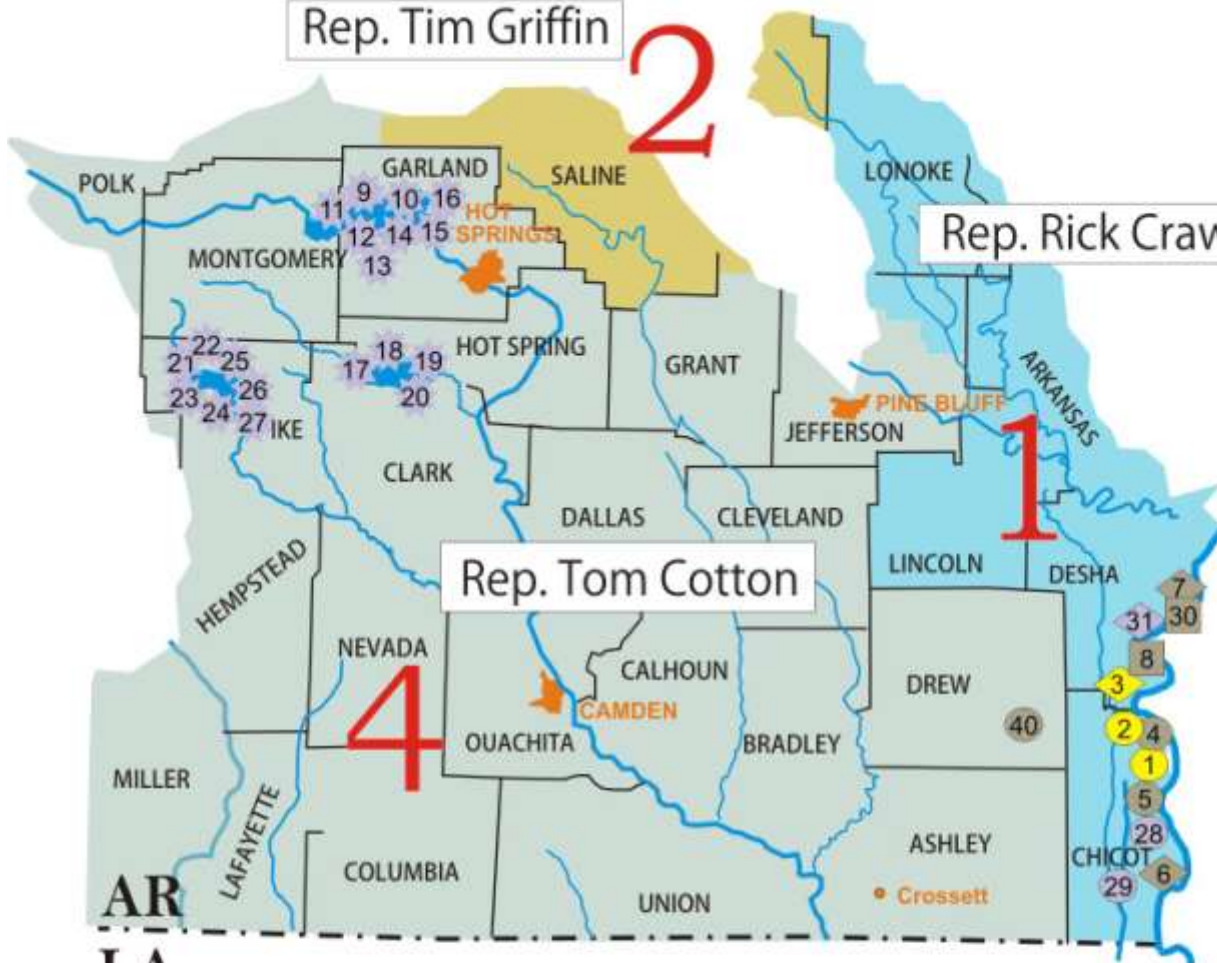 Rep. Tim Griffin
2
POLK
GARLAND
SALINE
LONOKE
9
10
16
11
HOT
SPRINGS
12
14
15
Rep. Rick Craw
MONTGOMERY
13
22
18
HOT SPRING
21
25
17
19
GRANT
ARKANSAS
23
26
20
24
27
IKE
PINE BLUFF
JEFFERSON
1
CLARK
DALLAS
CLEVELAND
LINCOLN
DESHA
HEMPSTEAD
Rep. Tom Cotton
7
30
31
NEVADA
CALHOUN
8
DREW
3
4
CAMDEN
40
2
4
OUACHITA
BRADLEY
1
MILLER
5
LAFAYETTE
28
ASHLEY
CHICOT
COLUMBIA
6
29
AR
UNION
Crossett
LA